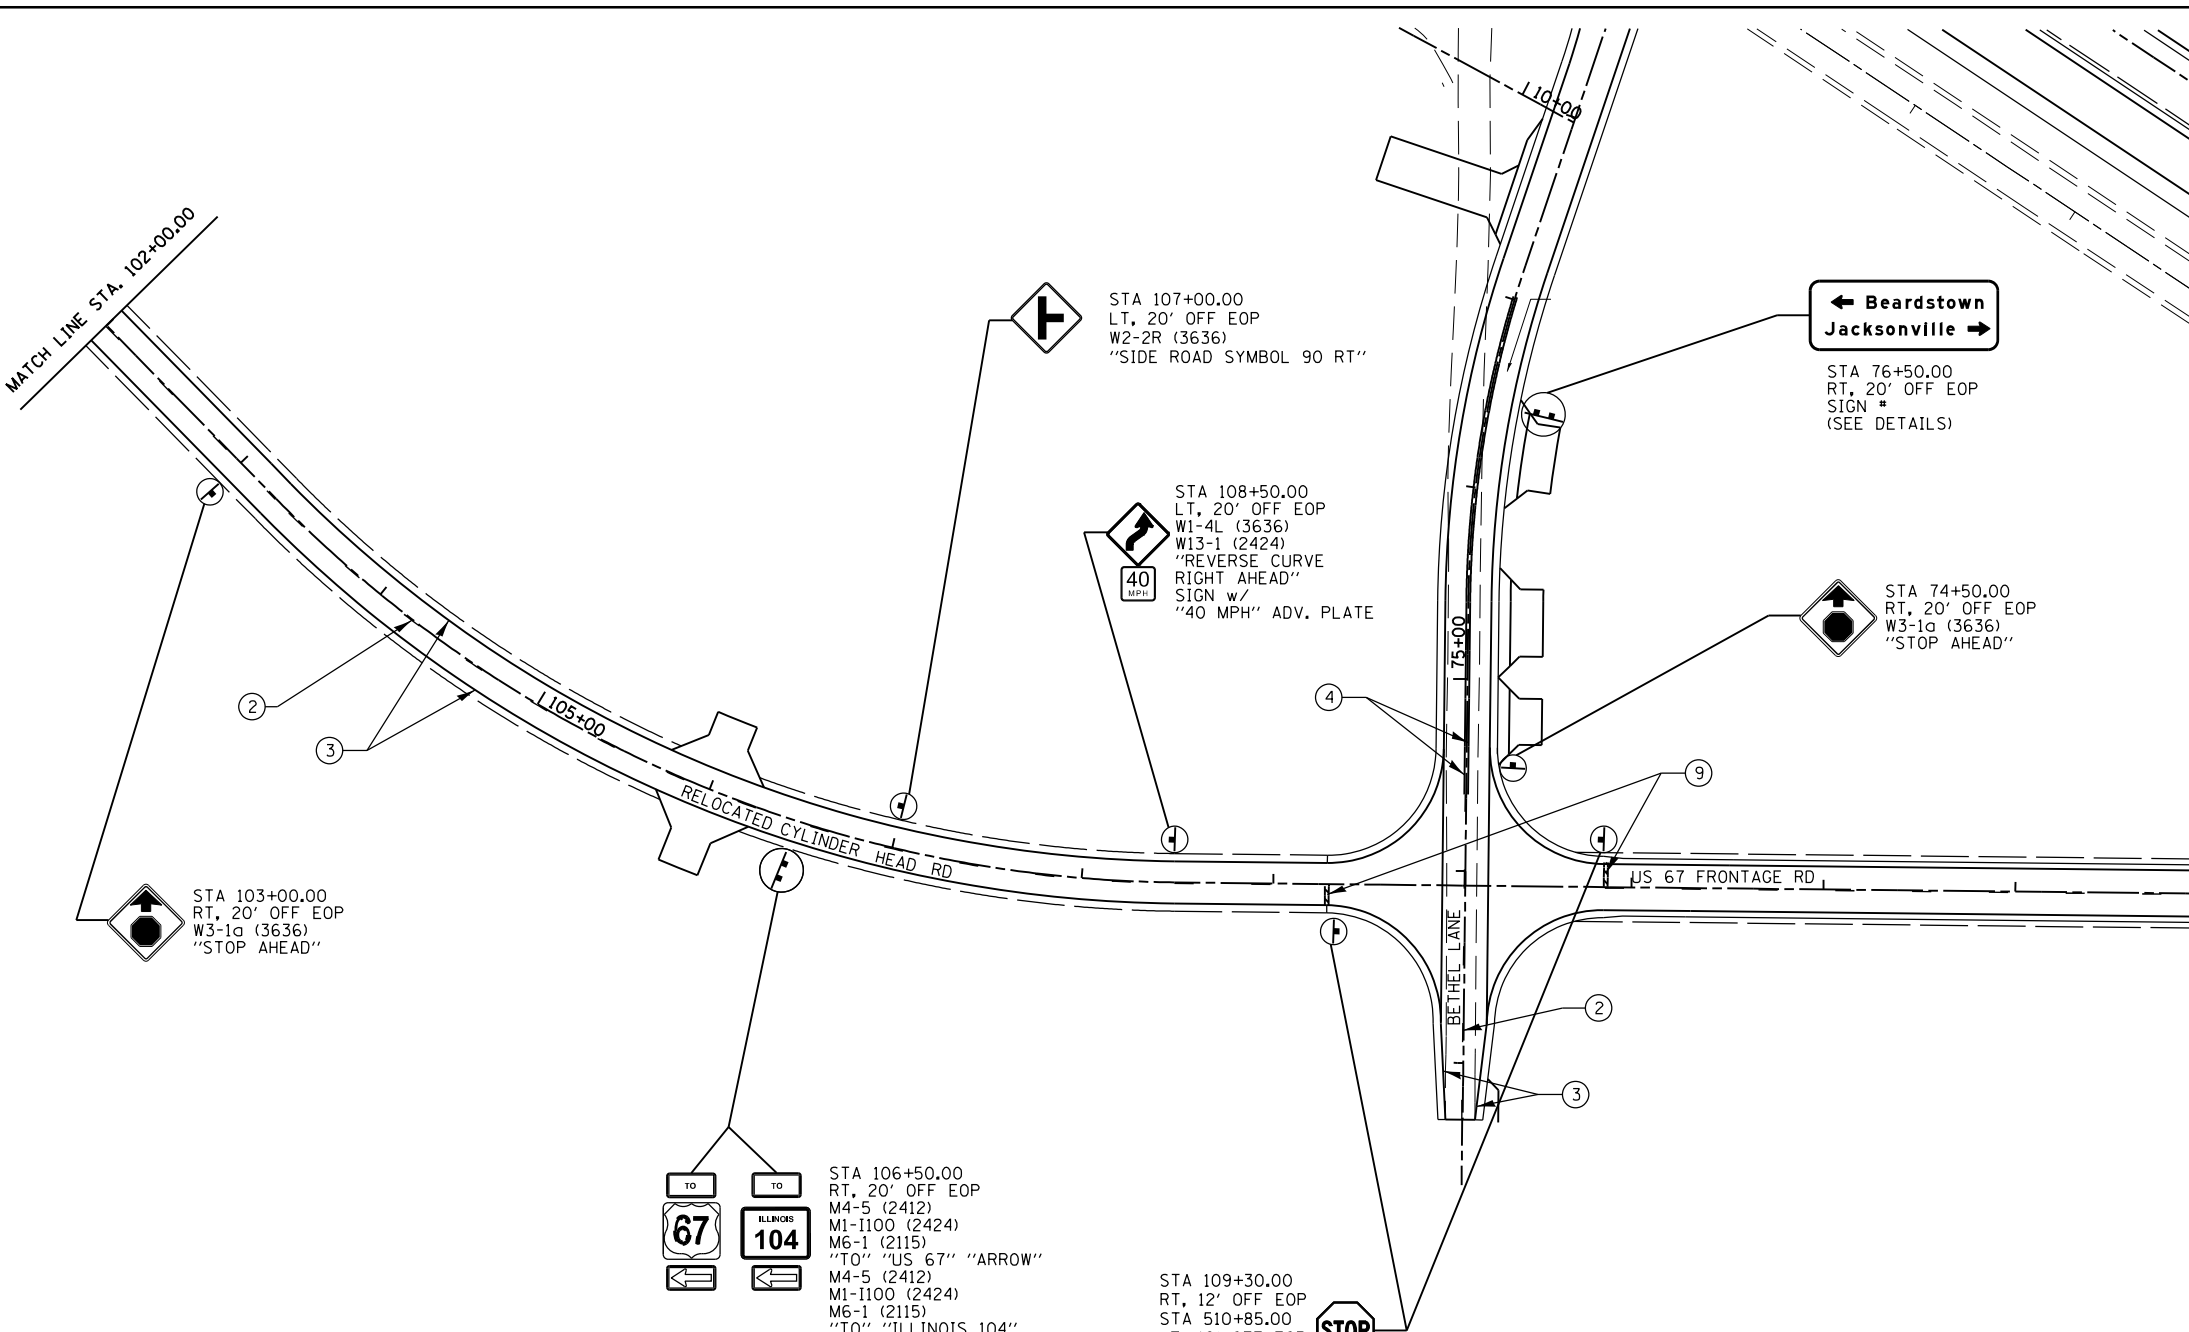 MATCH LINE STA. 102+00.00
110+00
STA 107+00.00
LT, 20' OFF EOP
W2-2R (3636)
"SIDE ROAD SYMBOL 90 RT"
Beardstown
Jacksonville
STA 76+50.00
RT, 20' OFF EOP
SIGN #
(SEE DETAILS)
STA 108+50.00
LT, 20' OFF EOP
W1-4L (3636)
W13-1 (2424)
"REVERSE CURVE
RIGHT AHEAD"
SIGN w/
"40 MPH" ADV. PLATE
40
MPH
STA 74+50.00
RT, 20' OFF EOP
W3-1a (3636)
"STOP AHEAD"
75+00
2
3
4
9
105+00
RELOCATED CYLINDER HEAD RD
US 67 FRONTAGE RD
BETHEL LANE
STA 103+00.00
RT, 20' OFF EOP
W3-1a (3636)
"STOP AHEAD"
2
3
TO
TO
67
ILLINOIS
104
STA 106+50.00
RT, 20' OFF EOP
M4-5 (2412)
M1-I100 (2424)
M6-1 (2115)
"TO" "US 67" "ARROW"
M4-5 (2412)
M1-I100 (2424)
M6-1 (2115)
"TO" "ILLINOIS 104"
STA 109+30.00
RT, 12' OFF EOP
STA 510+85.00
STOP